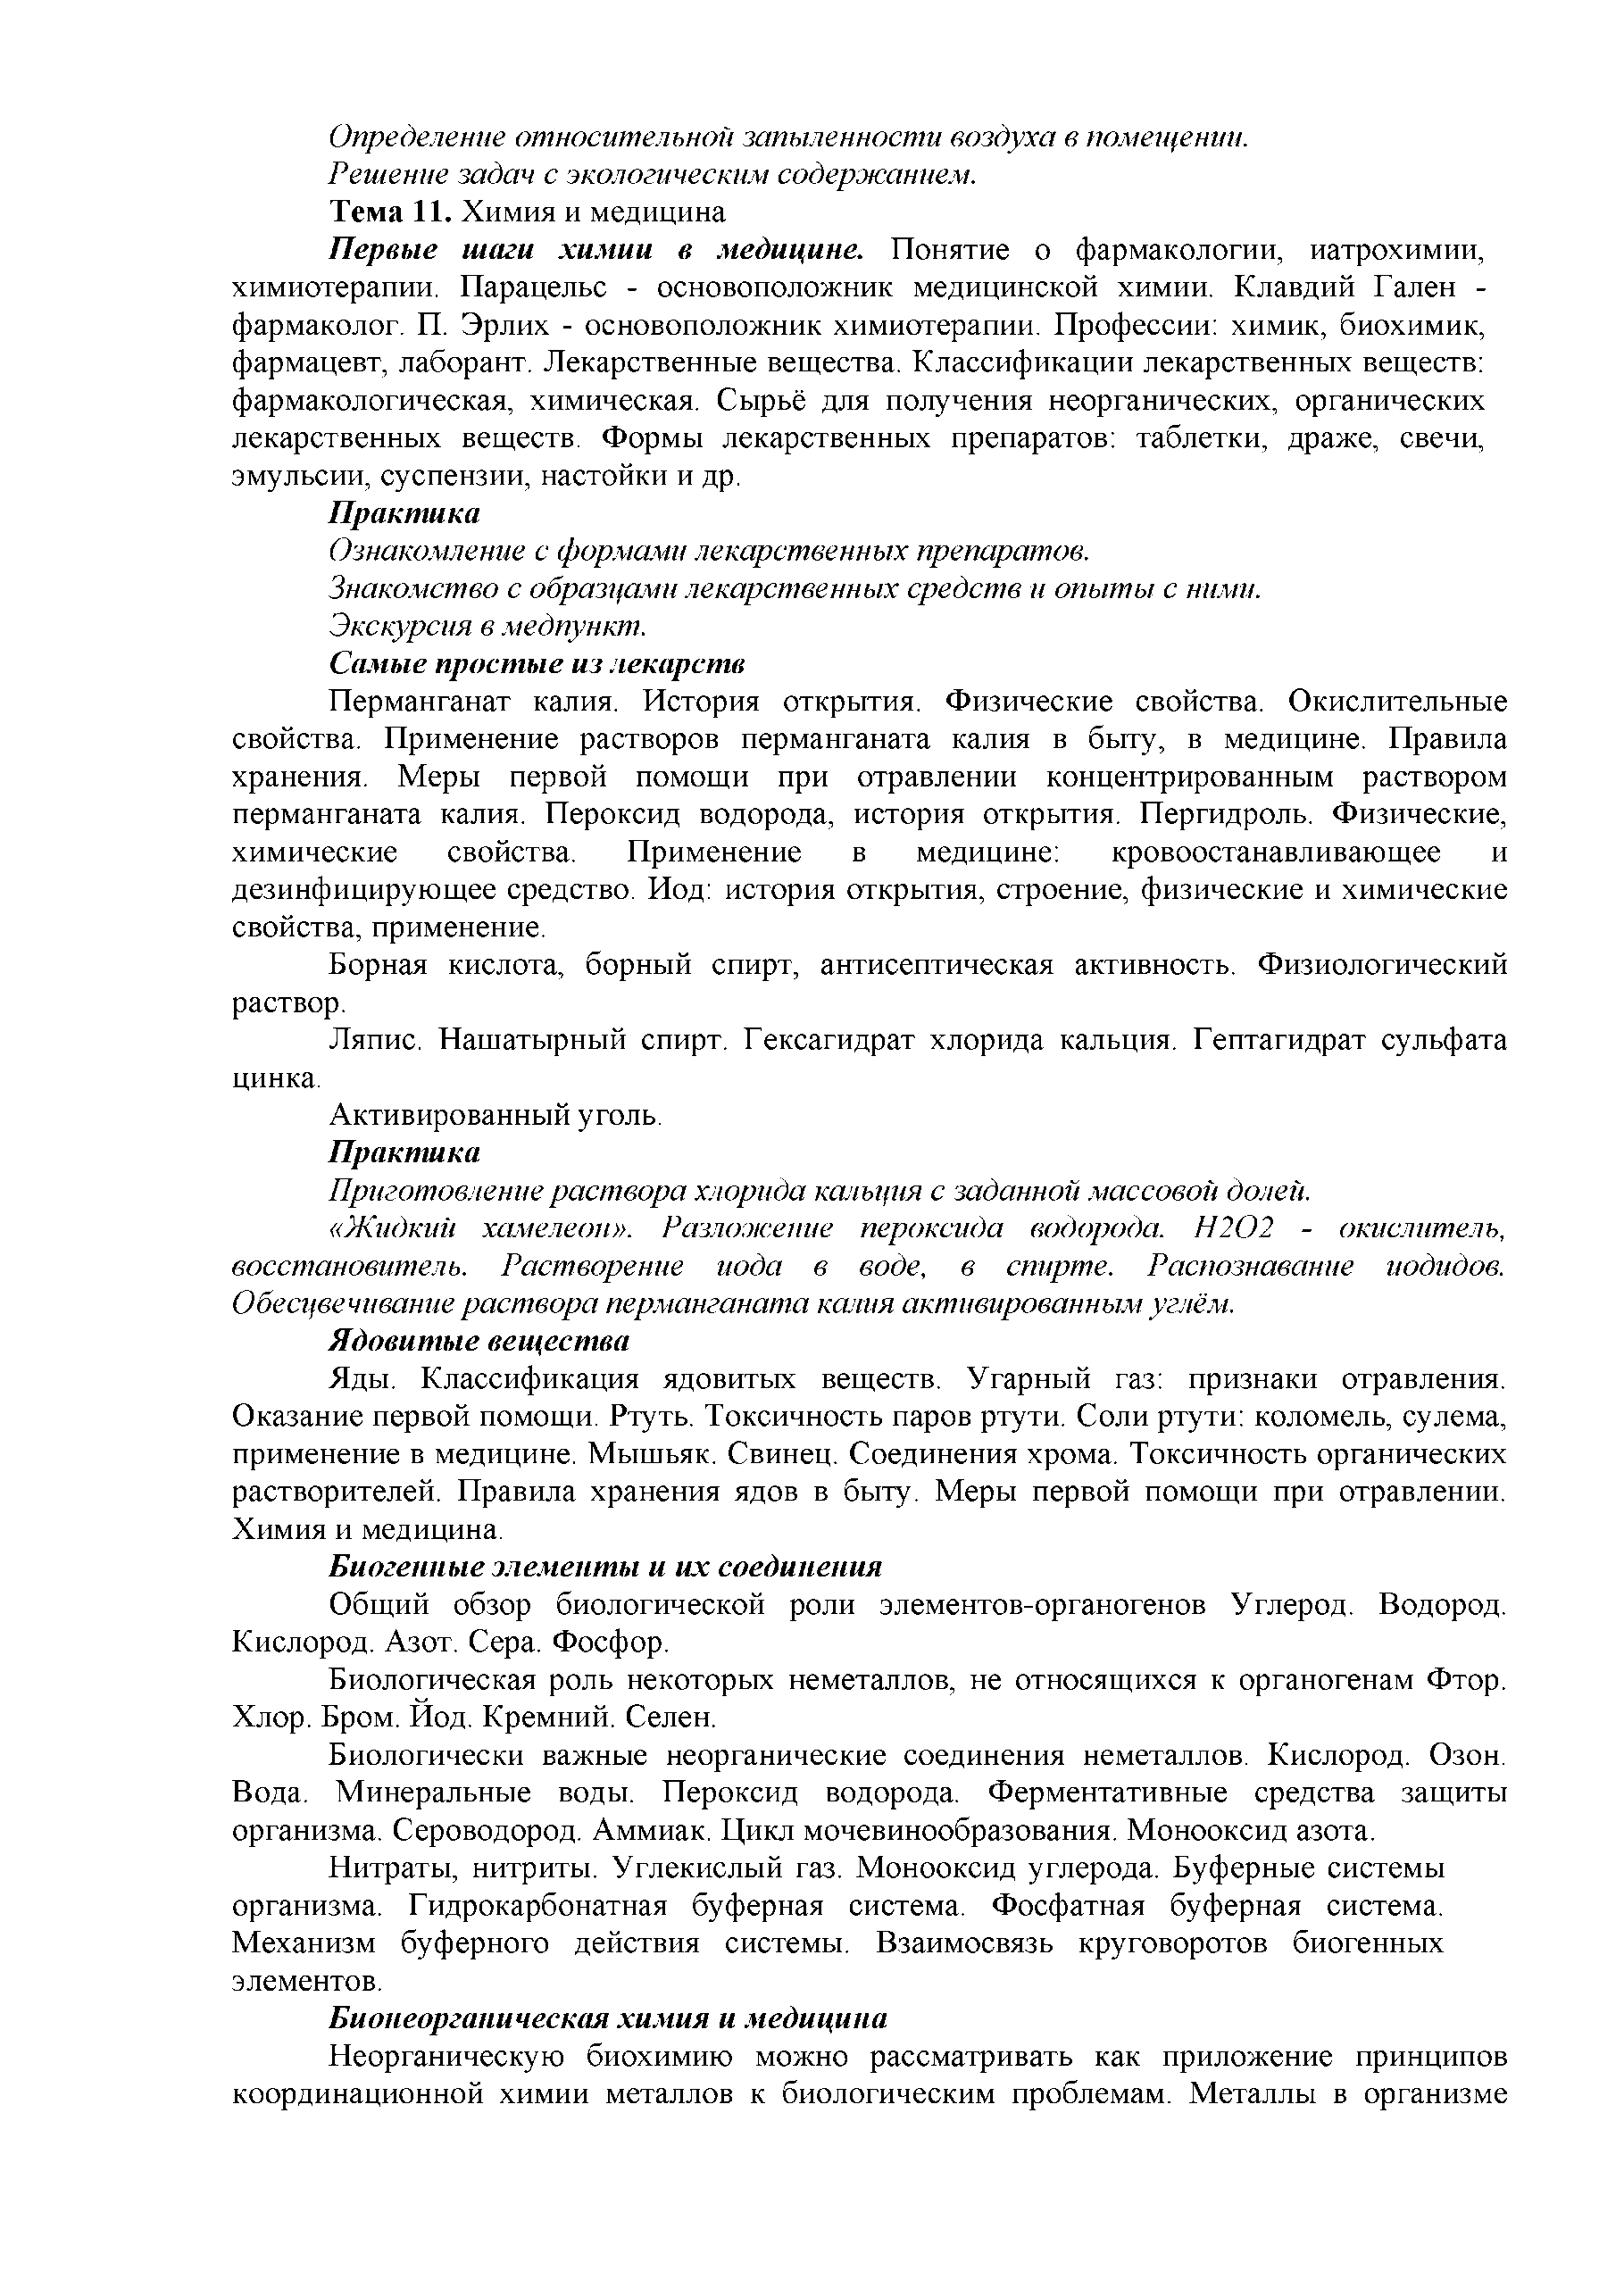 Определение относительной запыленности воздуха в помещении.
Решение задач с экологическим содержанием.
Тема 11. Химия и медицина
Первые шаги химии в медицине. Понятие о фармакологии, иатрохимии,
химиотерапии. Парацельс - основоположник медицинской химии. Клавдий Гален -
фармаколог. П. Эрлих - основоположник химиотерапии. Профессии: химик, биохимик,
фармацевт, лаборант. Лекарственные вещества. Классификации лекарственных веществ:
фармакологическая, химическая. Сырьё для получения неорганических, органических
лекарственных веществ. Формы лекарственных препаратов: таблетки, драже, свечи,
эмульсии, суспензии, настойки и др.
Практика
Ознакомление с формами лекарственных препаратов.
Знакомство с образцами лекарственных средств и опыты с ними.
Экскурсия в медпункт.
Самые простые из лекарств
Перманганат калия. История открытия. Физические свойства. Окислительные
свойства. Применение растворов перманганата калия в быту, в медицине. Правила
хранения. Меры первой помощи при отравлении концентрированным раствором
перманганата калия. Пероксид водорода, история открытия. Пергидроль. Физические,
химические свойства. Применение в медицине: кровоостанавливающее и
дезинфицирующее средство. Иод: история открытия, строение, физические и химические
свойства, применение.
Борная кислота, борный спирт, антисептическая активность. Физиологический
раствор.
Ляпис. Нашатырный спирт. Гексагидрат хлорида кальция. Гептагидрат сульфата
цинка.
Активированный уголь.
Практика
Приготовление раствора хлорида кальция с заданной массовой долей.
«Жидкий хамелеон». Разложение пероксида водорода. H2O2 - окислитель,
восстановитель. Растворение иода в воде, в спирте. Распознавание иодидов.
Обесцвечивание раствора перманганата калия активированным углём.
Ядовитые вещества
Яды. Классификация ядовитых веществ. Угарный газ: признаки отравления.
Оказание первой помощи. Ртуть. Токсичность паров ртути. Соли ртути: коломель, сулема,
применение в медицине. Мышьяк. Свинец. Соединения хрома. Токсичность органических
растворителей. Правила хранения ядов в быту. Меры первой помощи при отравлении.
Химия и медицина.
Биогенные элементы и их соединения
Общий обзор биологической роли элементов-органогенов Углерод. Водород.
Кислород. Азот. Сера. Фосфор.
Биологическая роль некоторых неметаллов, не относящихся к органогенам Фтор.
Хлор. Бром. Йод. Кремний. Селен.
Биологически важные неорганические соединения неметаллов. Кислород. Озон.
Вода. Минеральные воды. Пероксид водорода. Ферментативные средства защиты
организма. Сероводород. Аммиак. Цикл мочевинообразования. Монооксид азота.
Нитраты, нитриты. Углекислый газ. Монооксид углерода. Буферные системы
организма. Гидрокарбонатная буферная система. Фосфатная буферная система.
Механизм буферного действия системы. Взаимосвязь круговоротов биогенных
элементов.
Бионеорганическая химия и медицина
Неорганическую биохимию можно рассматривать как приложение принципов
координационной химии металлов к биологическим проблемам. Металлы в организме